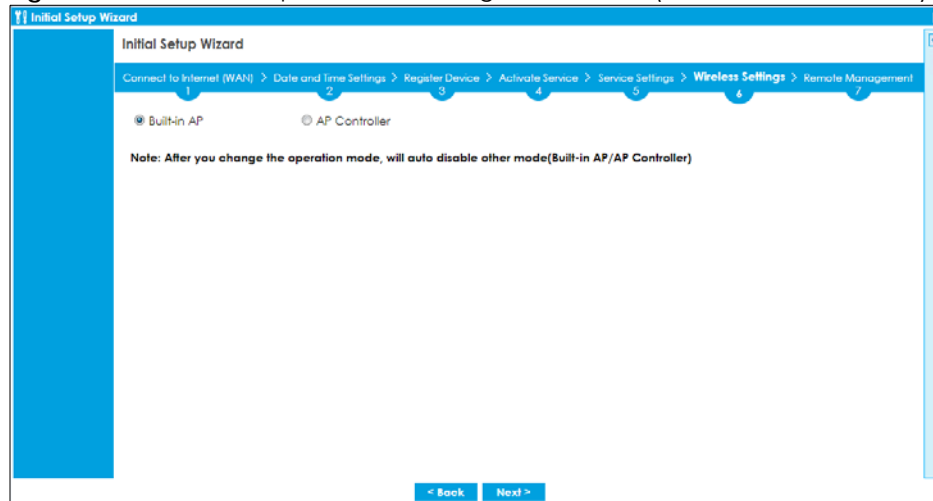 Initial Setup Wizard
Initial Setup Wizard
Connect to Internet (WAN) > Date and Time Settings > Register Device > Activate Service > Service Settings > Wireless Settings > Remote Management
1 2 3 4 5 6 7
Built-in AP AP Controller
Note: After you change the operation mode, will auto disable other mode(Built-in AP/AP Controller)
< Back Next >